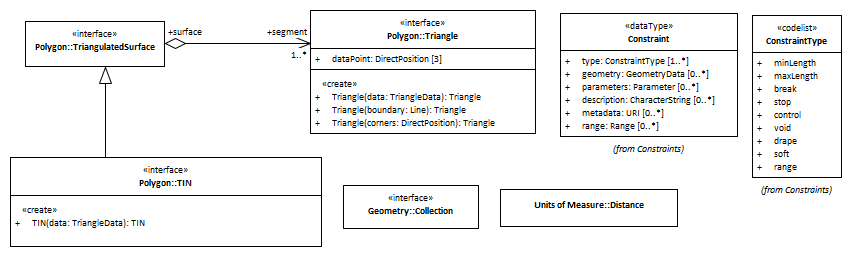 «interface»
Polygon::TriangulatedSurface
+surface
+segment
1..*
«interface»
Polygon::Triangle
+ dataPoint: DirectPosition [3]
«create»
+ Triangle(data: TriangleData): Triangle
+ Triangle(boundary: Line): Triangle
+ Triangle(corners: DirectPosition): Triangle
«dataType»
Constraint
+ type: ConstraintType [1..*]
+ geometry: GeometryData [0..*]
+ parameters: Parameter [0..*]
+ description: CharacterString [0..*]
+ metadata: URI [0..*]
+ range: Range [0..*]
(from Constraints)
«codelist»
ConstraintType
+ minLength
+ maxLength
+ break
+ stop
+ control
+ void
+ drape
+ soft
+ range
(from Constraints)
«interface»
Polygon::TIN
«create»
+ TIN(data: TriangleData): TIN
«interface»
Geometry::Collection
Units of Measure::Distance